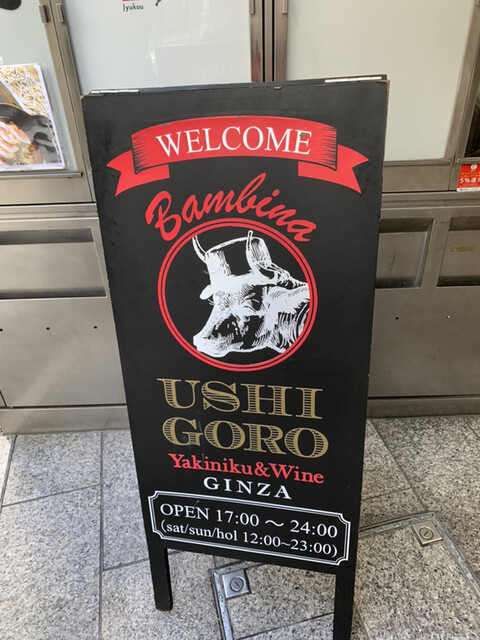 Jyukou
WELCOME
Bambina
USHI
GORO
Yakiniku&Wine
GINZA
OPEN 17:00 ～ 24:00
(sat/sun/hol 12:00~23:00)